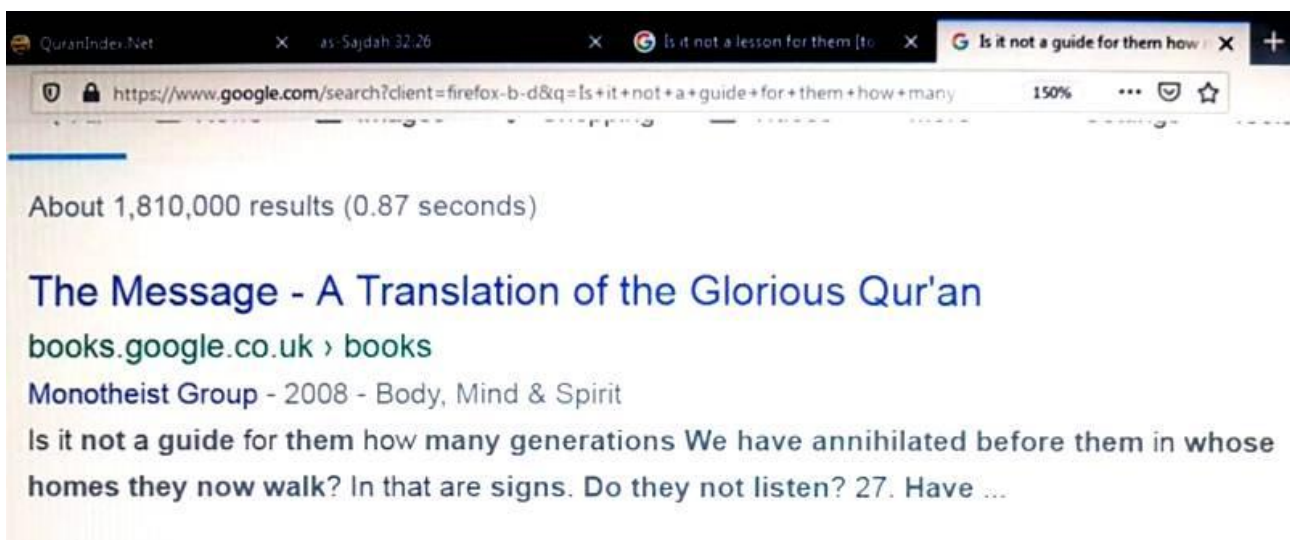 QuranIndex.Net as-Sajdah 32:26 Is it not a lesson for them [to Is it not a guide for them how
https://www.google.com/search?client=firefox-b-d&q=Is+it+not+a+guide+for+them+how+many 150%
About 1,810,000 results (0.87 seconds)
The Message - A Translation of the Glorious Qur'an
books.google.co.uk › books
Monotheist Group - 2008 - Body, Mind & Spirit
Is it not a guide for them how many generations We have annihilated before them in whose
homes they now walk? In that are signs. Do they not listen? 27. Have ...